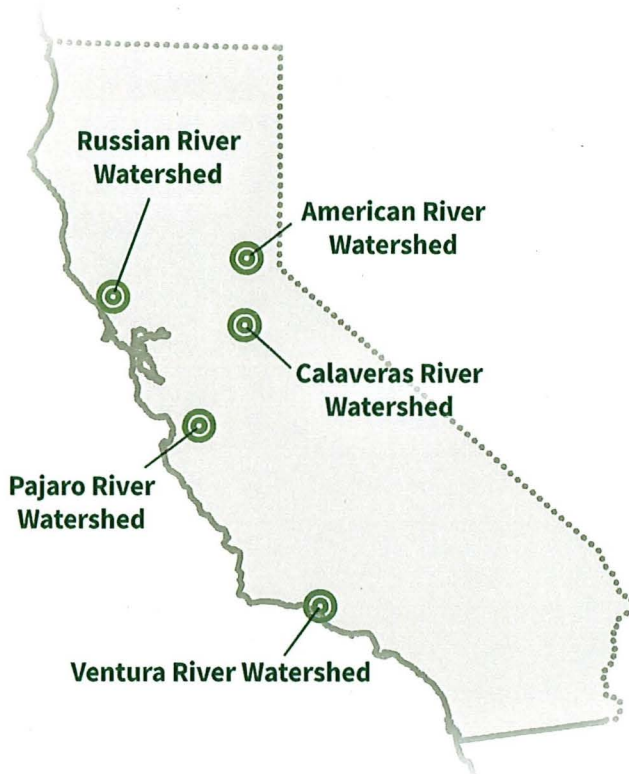 Russian River
Watershed
American River
Watershed
Calaveras River
Watershed
Pajaro River
Watershed
Ventura River Watershed